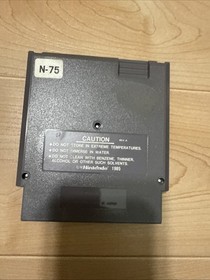 N-75
CAUTION
●DO NOT STORE IN EXTREME TEMPERATURES.
●DO NOT IMMERSE IN WATER.
●DO NOT CLEAN WITH BENZENE, THINNER,
ALCOHOL OR OTHER SUCH SOLVENTS.
©Nintendo® 1985